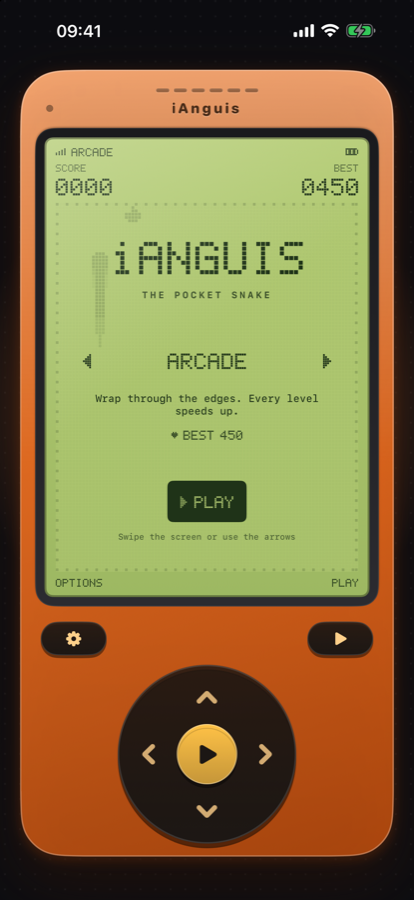 09:41
iAnguis
ARCADE
SCORE
BEST
0000
0450
iANGUIS
THE POCKET SNAKE
ARCADE
Wrap through the edges. Every level
speeds up.
BEST 450
PLAY
Swipe the screen or use the arrows
OPTIONS
PLAY